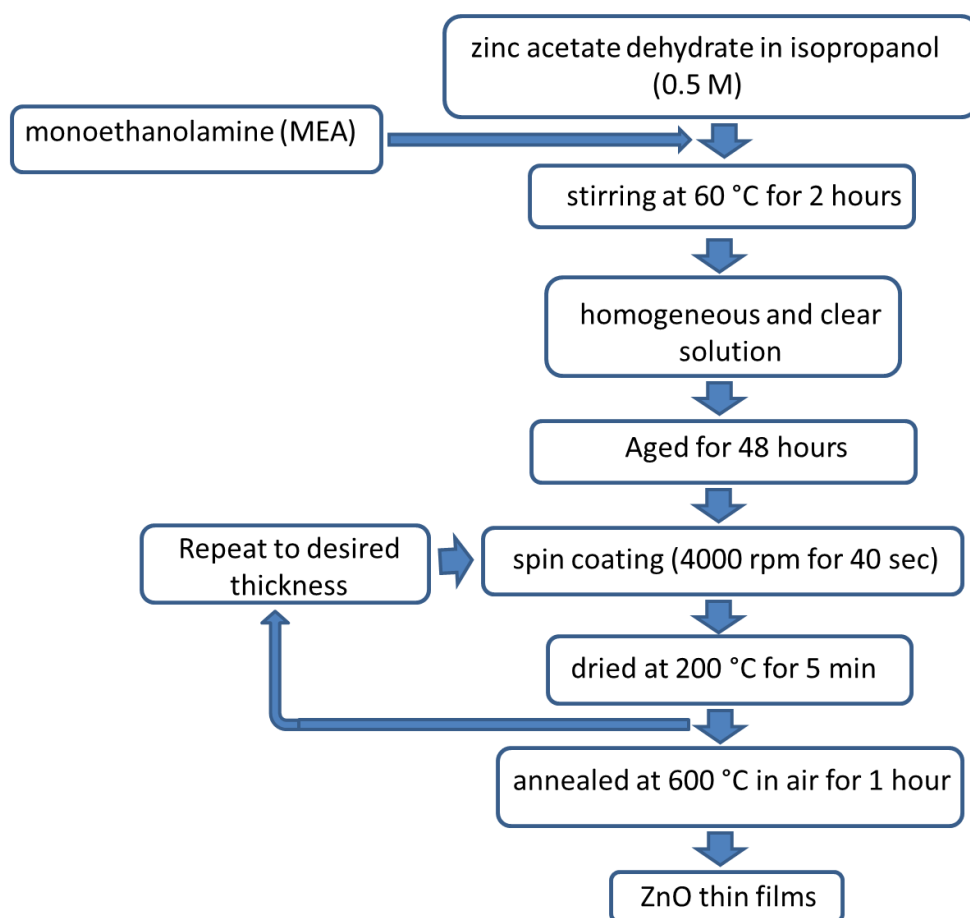 zinc acetate dehydrate in isopropanol
(0.5 M)
monoethanolamine (MEA)
stirring at 60 °C for 2 hours
homogeneous and clear
solution
Aged for 48 hours
Repeat to desired
thickness
spin coating (4000 rpm for 40 sec)
dried at 200 °C for 5 min
annealed at 600 °C in air for 1 hour
ZnO thin films